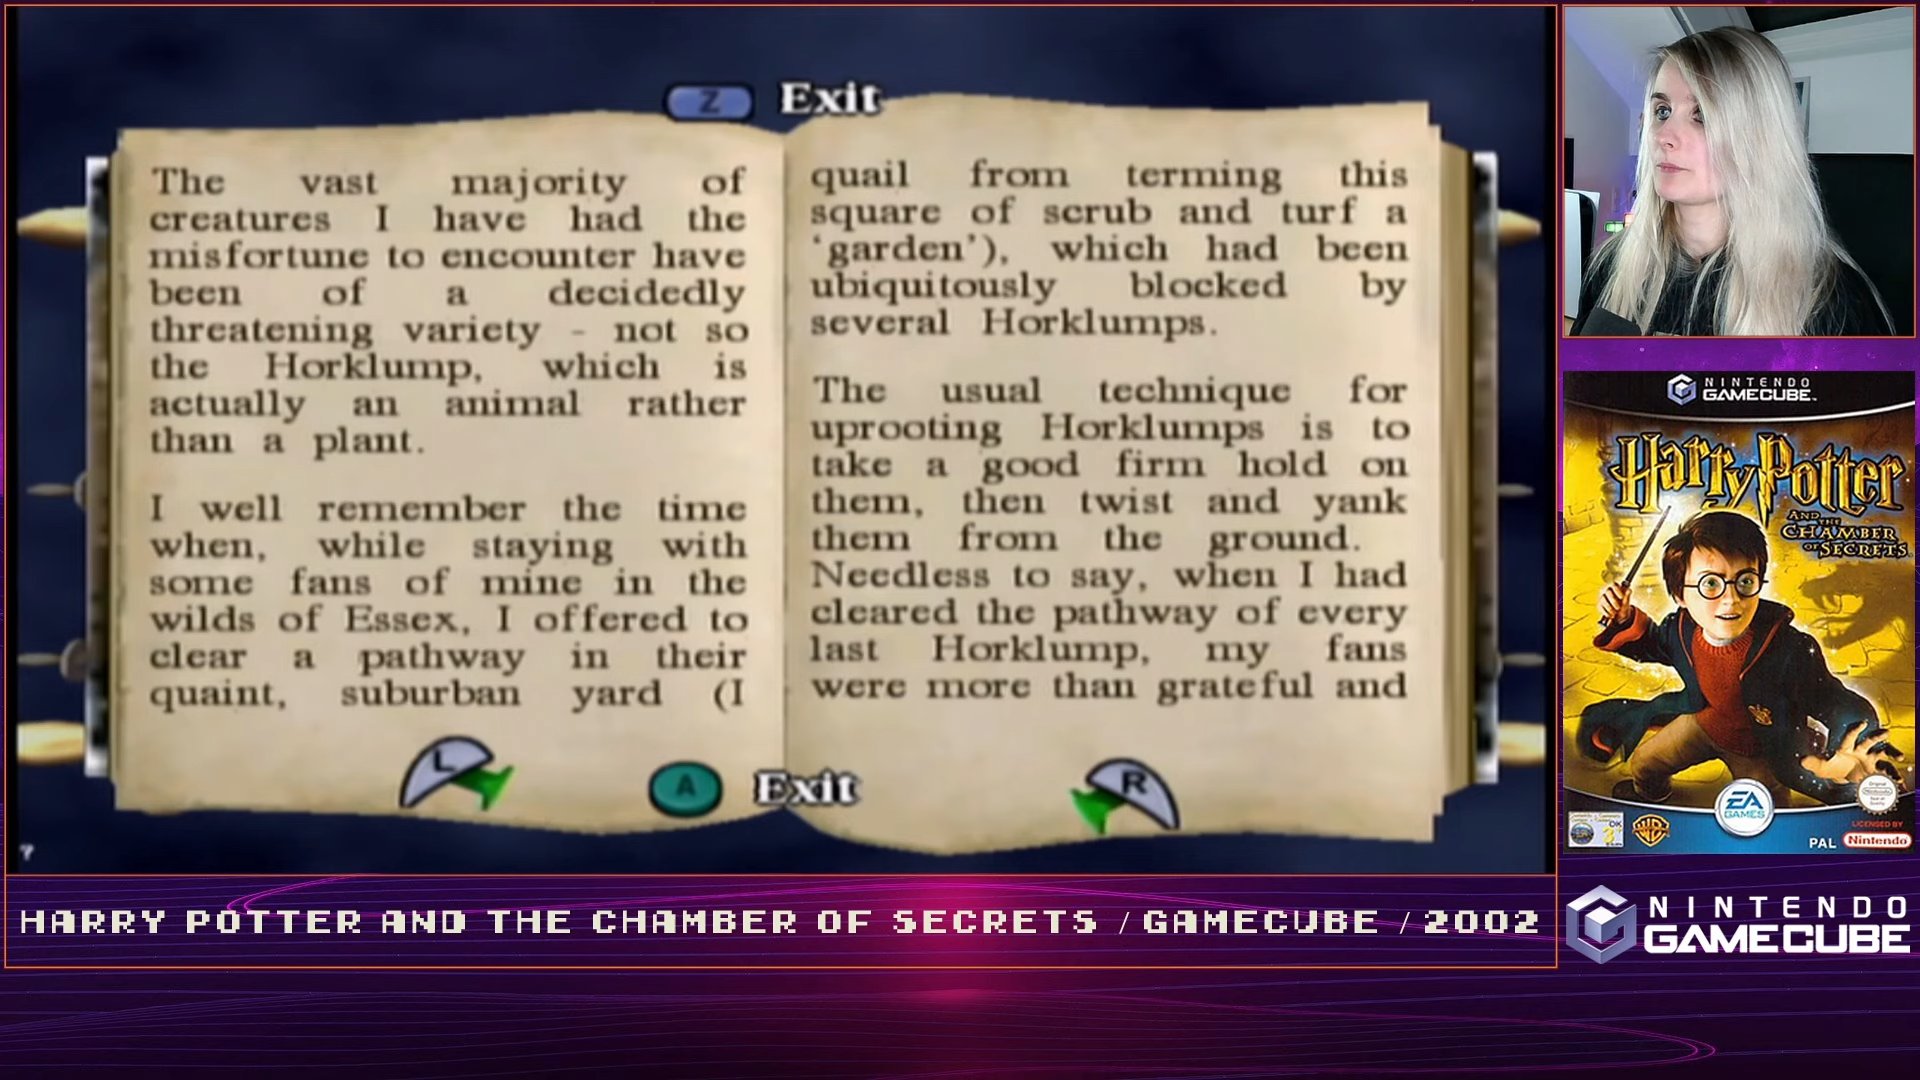 Z Exit
The vast majority of
creatures I have had the
misfortune to encounter have
been of a decidedly
threatening variety - not so
the Horklump, which is
actually an animal rather
than a plant.
I well remember the time
when, while staying with
some fans of mine in the
wilds of Essex, I offered to
clear a pathway in their
quaint, suburban yard (I
quail from terming this
square of scrub and turf a
'garden'), which had been
ubiquitously blocked by
several Horklumps.
The usual technique for
uprooting Horklumps is to
take a good firm hold on
them, then twist and yank
them from the ground.
Needless to say, when I had
cleared the pathway of every
last Horklump, my fans
were more than grateful and
L
A Exit
R
7
HARRY POTTER AND THE CHAMBER OF SECRETS / GAMECUBE / 2002
NINTENDO
GAMECUBE™
Harry Potter
AND THE
CHAMBER
OF SECRETS
EA
GAMES
3+
WB
LICENSED BY
PAL Nintendo
NINTENDO
GAMECUBE